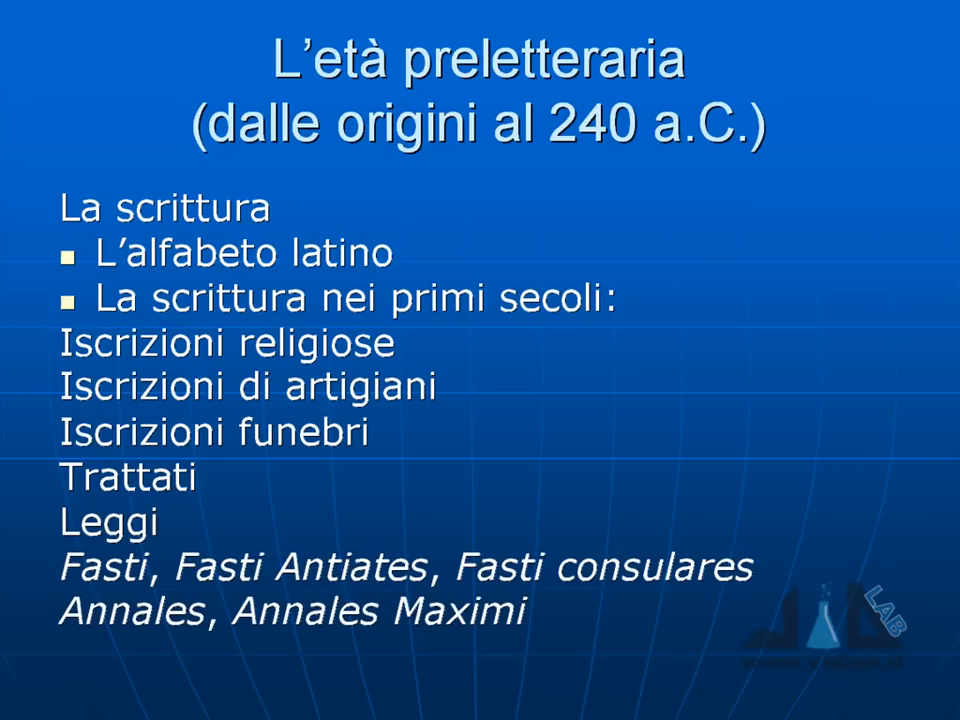 L’età preletteraria
(dalle origini al 240 a.C.)
La scrittura
L’alfabeto latino
La scrittura nei primi secoli:
Iscrizioni religiose
Iscrizioni di artigiani
Iscrizioni funebri
Trattati
Leggi
Fasti, Fasti Antiates, Fasti consulares
Annales, Annales Maximi
LAB